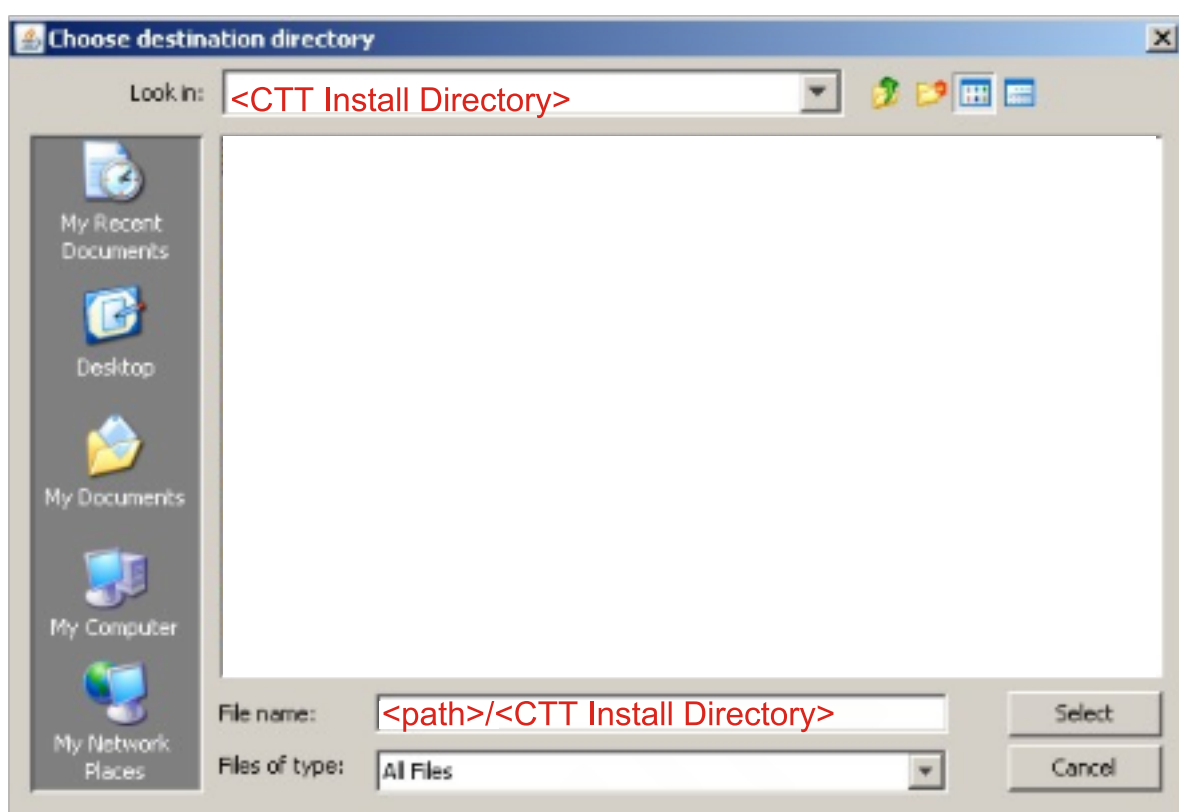 Choose destination directory
Look in:
<CTT Install Directory>
My Recent
Documents
Desktop
My Documents
My Computer
My Network
Places
File name:
<path>/<CTT Install Directory>
Select
Files of type:
All Files
Cancel